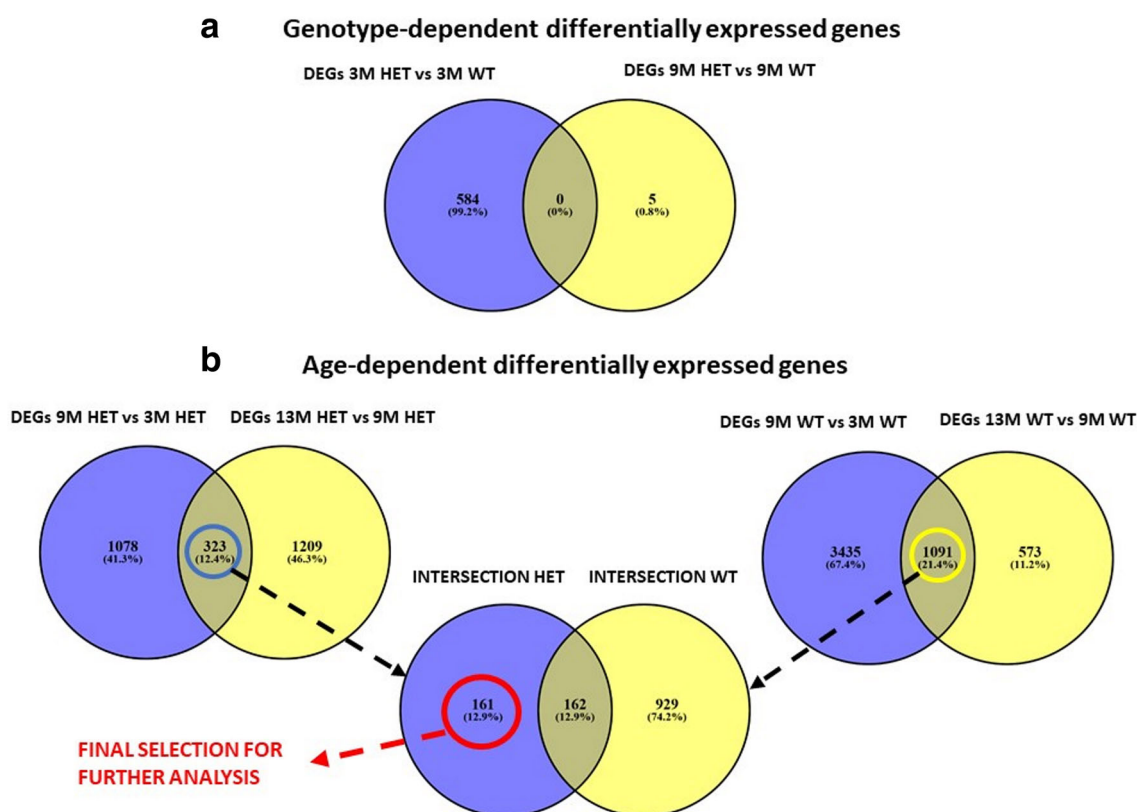 a
Genotype-dependent differentially expressed genes
DEGs 3M HET vs 3M WT
DEGs 9M HET vs 9M WT
584
(99.2%)
0
(0%)
5
(0.8%)
b
Age-dependent differentially expressed genes
DEGs 9M HET vs 3M HET
DEGs 13M HET vs 9M HET
DEGs 9M WT vs 3M WT
DEGs 13M WT vs 9M WT
1078
(41.3%)
323
(12.4%)
1209
(46.3%)
3435
(67.4%)
1091
(21.4%)
573
(11.2%)
INTERSECTION HET
INTERSECTION WT
161
(12.9%)
162
(12.9%)
929
(74.2%)
FINAL SELECTION FOR
FURTHER ANALYSIS